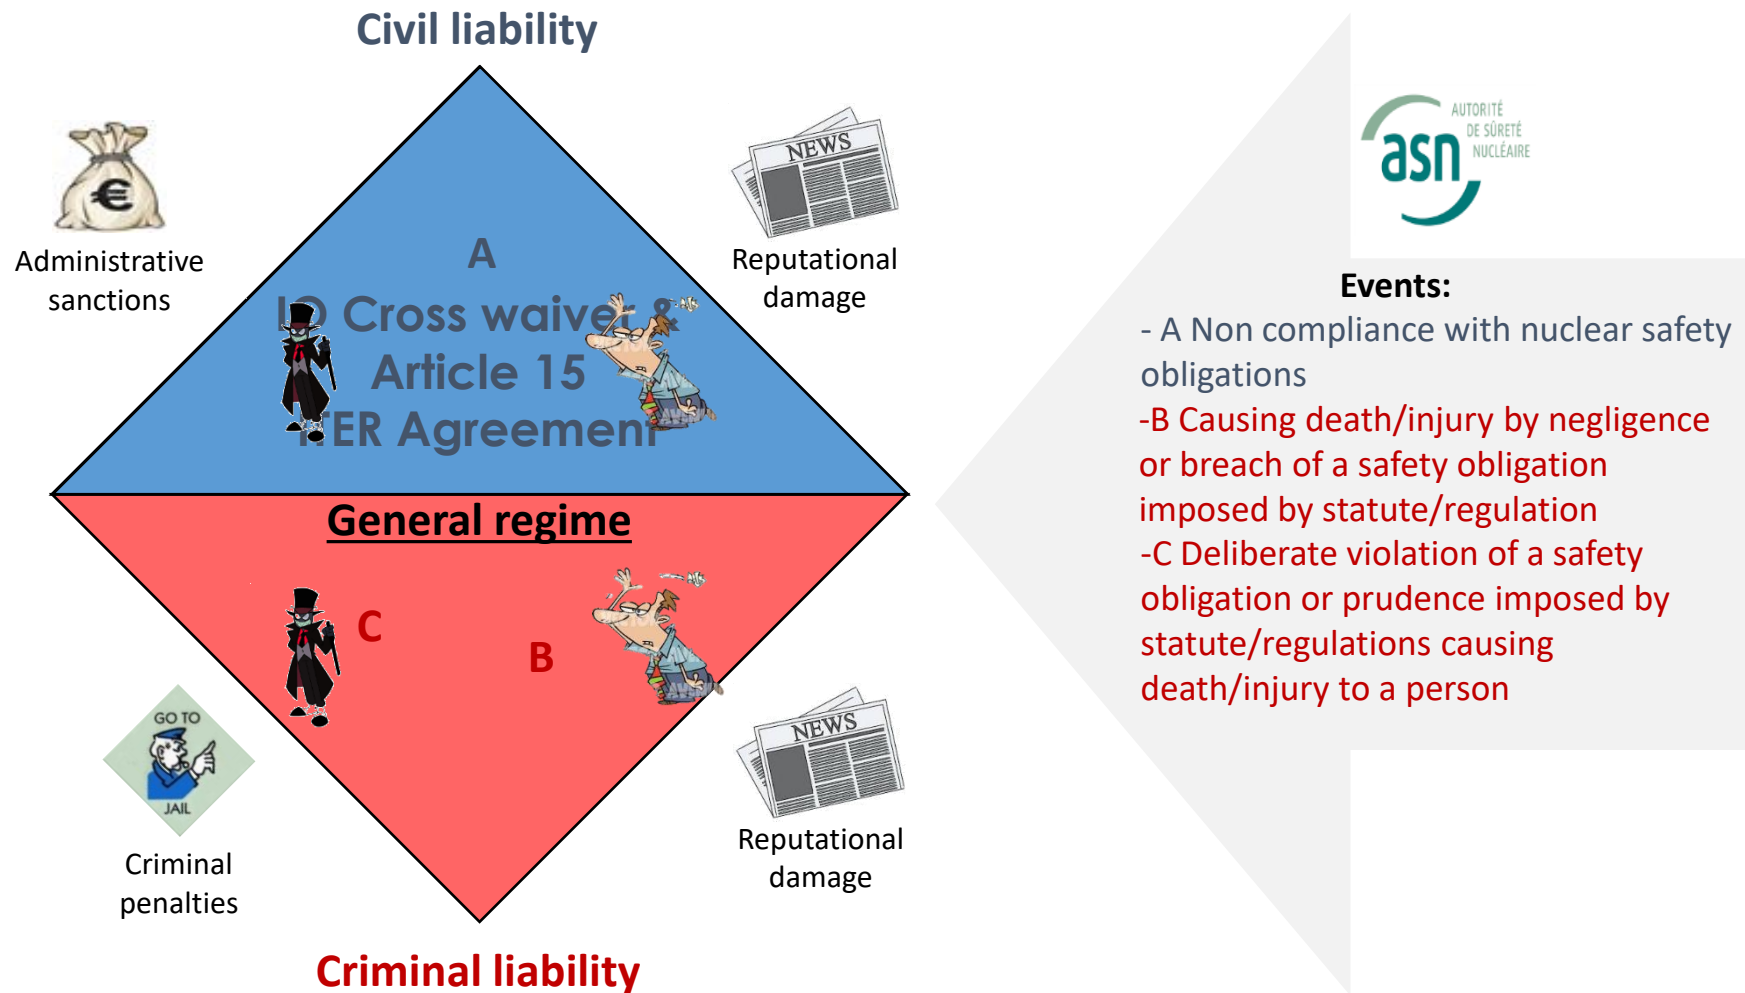 Civil liability
Administrative
sanctions
NEWS
Reputational
damage
A
IO Cross waiver &
Article 15
ITER Agreement
General regime
C
B
GO TO
JAIL
Criminal
penalties
NEWS
Reputational
damage
Criminal liability
asn
AUTORITÉ
DE SÛRETÉ
NUCLÉAIRE
Events:
- A Non compliance with nuclear safety
obligations
-B Causing death/injury by negligence
or breach of a safety obligation
imposed by statute/regulation
-C Deliberate violation of a safety
obligation or prudence imposed by
statute/regulations causing
death/injury to a person